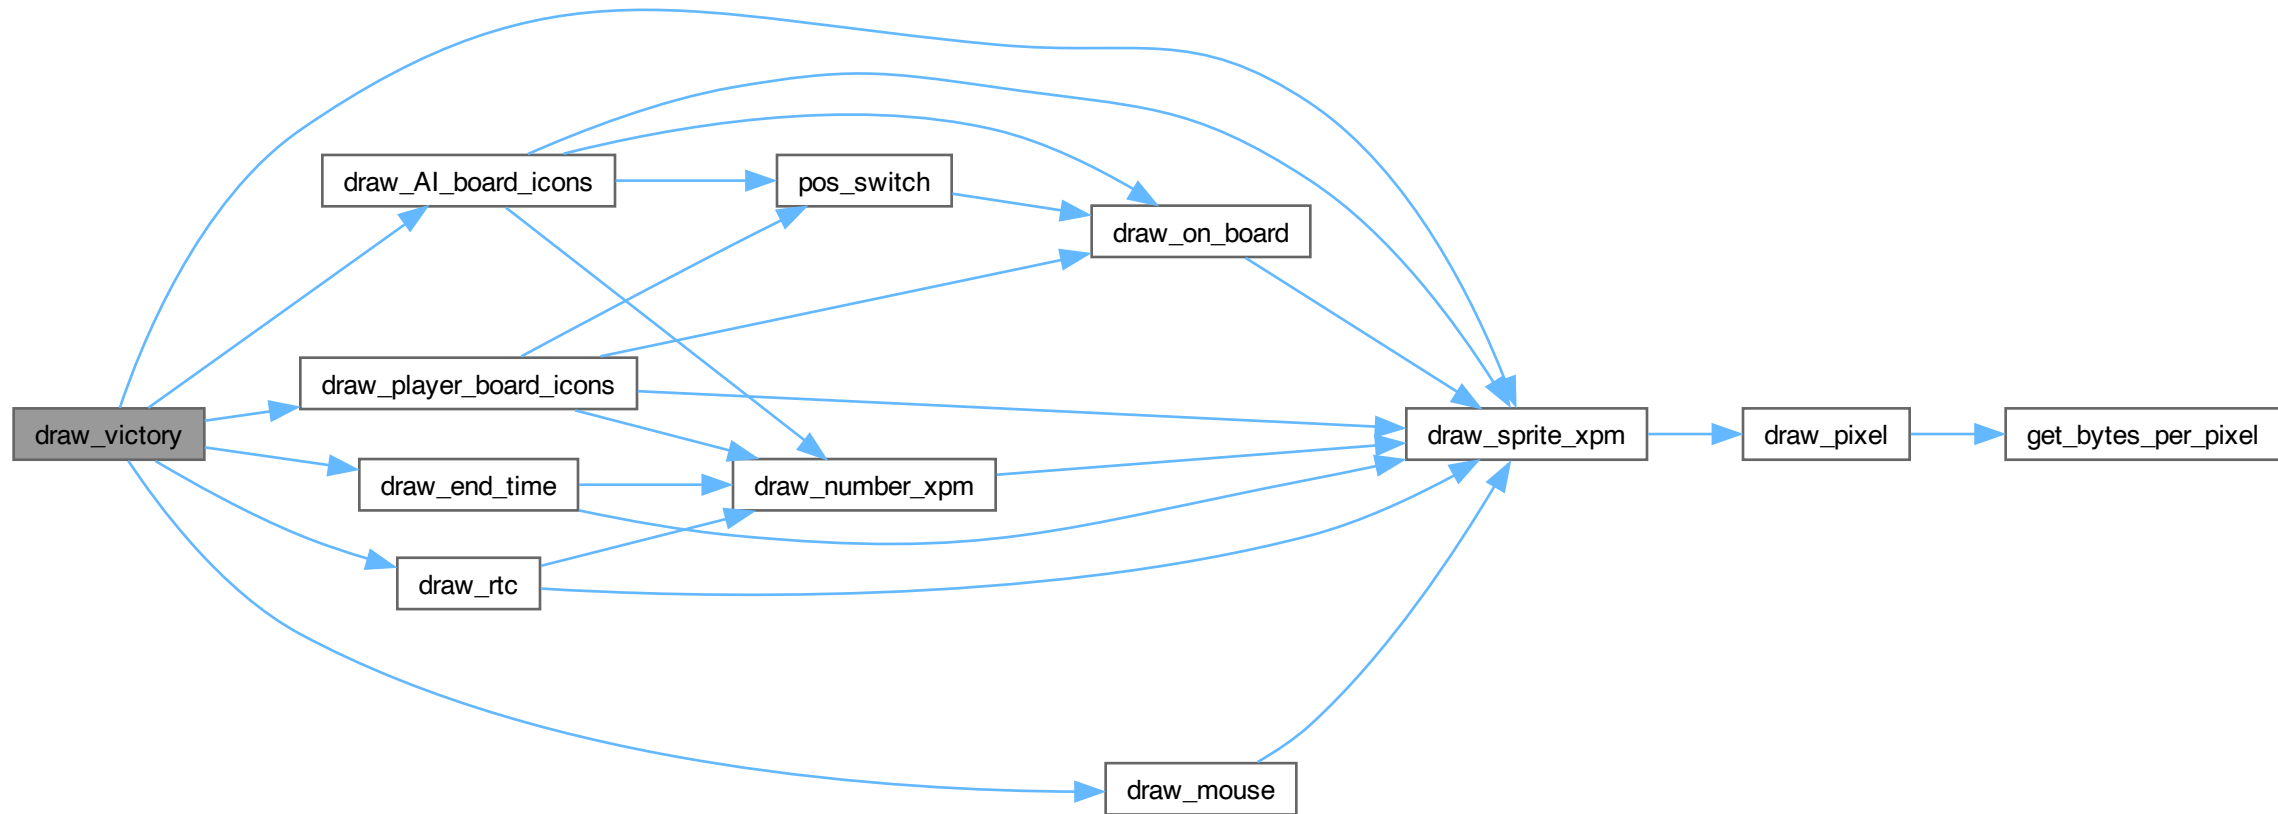 draw_AI_board_icons
pos_switch
draw_on_board
draw_player_board_icons
draw_victory
draw_sprite_xpm
draw_pixel
get_bytes_per_pixel
draw_end_time
draw_number_xpm
draw_rtc
draw_mouse